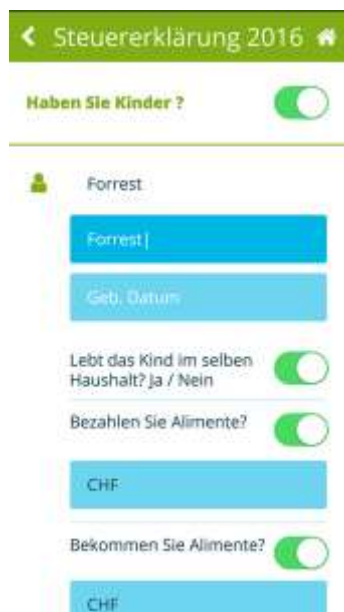 Steuererklärung 2016
Haben Sie Kinder ?
Forrest
Forrest
Geb. Datum
Lebt das Kind im selben
Haushalt? Ja / Nein
Bezahlen Sie Alimente?
CHF
Bekommen Sie Alimente?
CHF